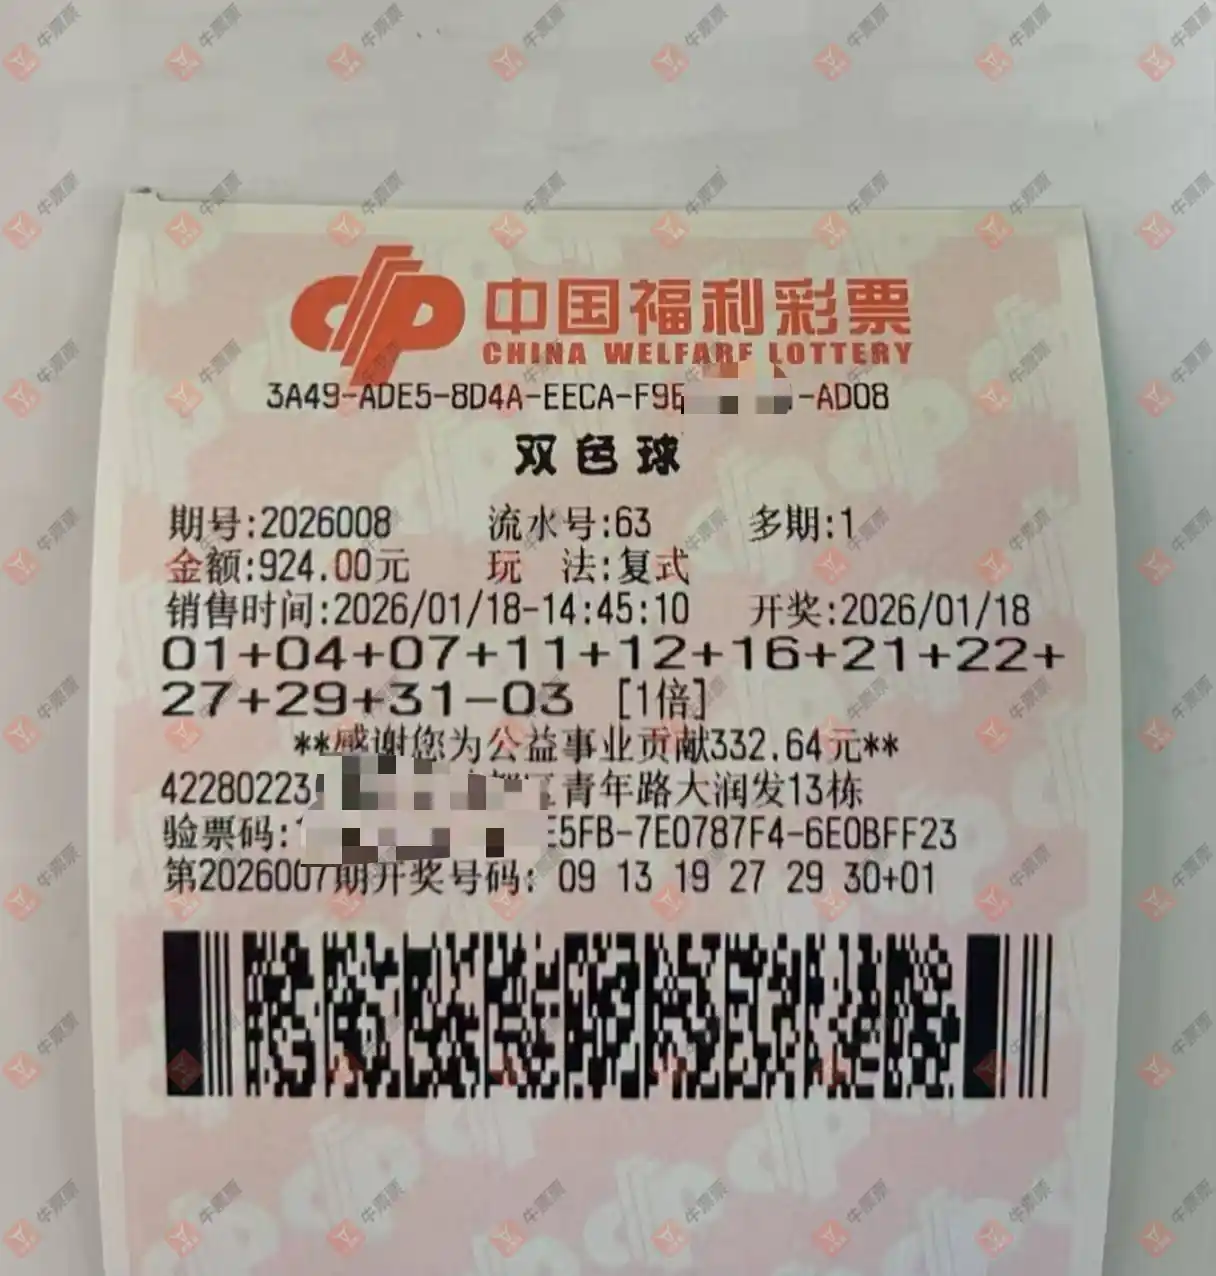 中国福利彩票
CHINA WELFARE LOTTERY
3A49-ADE5-8D4A-EECA-F9E -AD08
双色球
期号:2026008 流水号:63 多期:1
金额:924.00元 玩 法:复式
销售时间:2026/01/18-14:45:10 开奖:2026/01/18
01+04+07+11+12+16+21+22+
27+29+31-03 [1倍]
**感谢您为公益事业贡献332.64元**
42280223 区青年路大润发13栋
验票码: E5FB-7E0787F4-6E0BFF23
第2026007期开奖号码: 09 13 19 27 29 30+01
牛票票